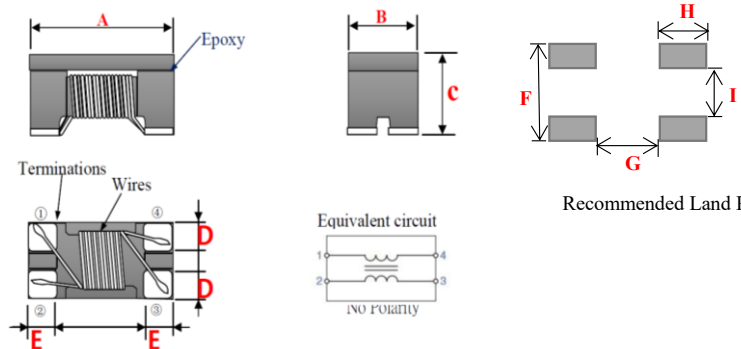 A
Epoxy
B
C
H
F
I
G
Recommended Land
Terminations
Wires
① ④
D
D
② ③
E E
Equivalent circuit
1 4
2 3
No Polarity